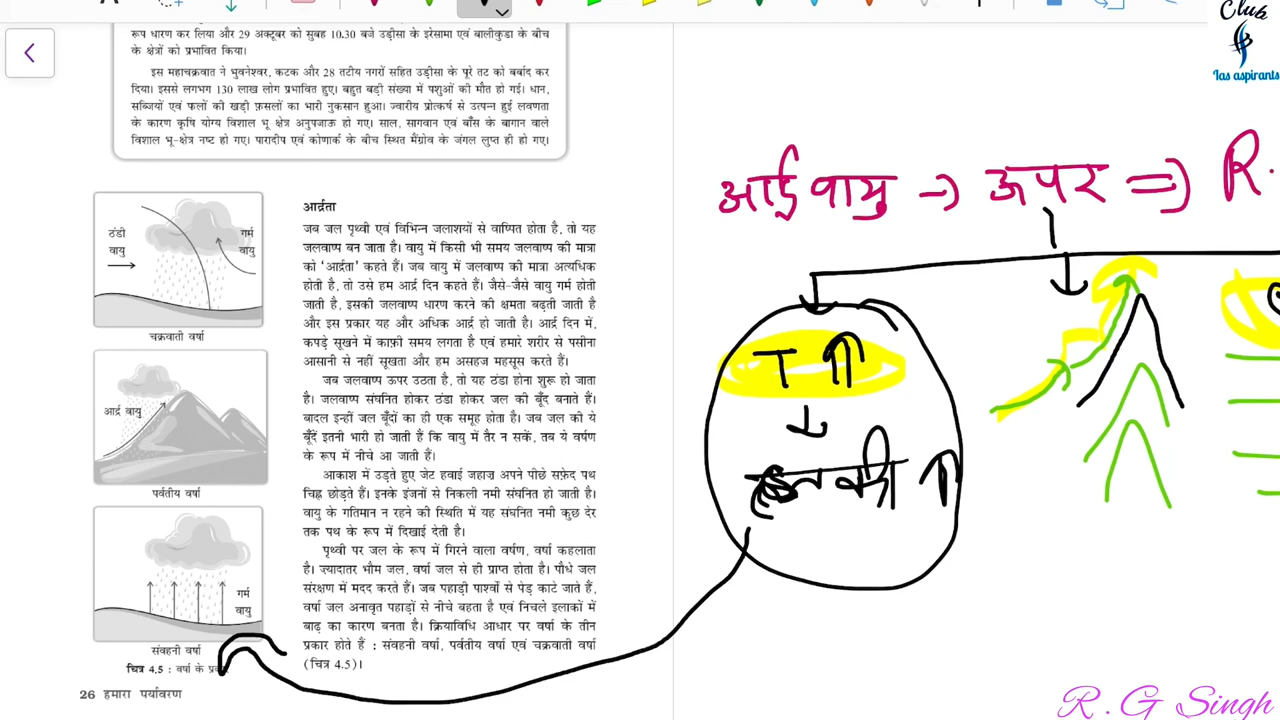 Club
Ias aspirants
रूप धारण कर लिया और 29 अक्टूबर को सुबह 10.30 बजे उड़ीसा के इरेसामा एवं बालीकुडा के बीच
के क्षेत्रों को प्रभावित किया।
इस महाचक्रवात ने भुवनेश्वर, कटक और 28 तटीय नगरों सहित उड़ीसा के पूरे तट को बर्बाद कर
दिया। इससे लगभग 130 लाख लोग प्रभावित हुए। बहुत बड़ी संख्या में पशुओं की मौत हो गई। धान,
सब्जियों एवं फलों की खड़ी फ़सलों का भारी नुकसान हुआ। ज्वारीय प्रोत्कर्ष से उत्पन्न हुई लवणता
के कारण कृषि योग्य विशाल भू क्षेत्र अनुपजाऊ हो गए। साल, सागवान एवं बाँस के बागान वाले
विशाल भू-क्षेत्र नष्ट हो गए। पारादीप एवं कोणार्क के बीच स्थित मैंग्रोव के जंगल लुप्त ही हो गए।
ठंडी
वायु
गर्म
वायु
चक्रवाती वर्षा
आर्द्र वायु
पर्वतीय वर्षा
गर्म
वायु
संवहनी वर्षा
चित्र 4.5 : वर्षा के
26 हमारा पर्यावरण
आर्द्रता
जब जल पृथ्वी एवं विभिन्न जलाशयों से वाष्पित होता है, तो यह
जलवाष्प बन जाता है। वायु में किसी भी समय जलवाष्प की मात्रा
को ‘आर्द्रता’ कहते हैं। जब वायु में जलवाष्प की मात्रा अत्यधिक
होती है, तो उसे हम आर्द्र दिन कहते हैं। जैसे-जैसे वायु गर्म होती
जाती है, इसकी जलवाष्प धारण करने की क्षमता बढ़ती जाती है
और इस प्रकार यह और अधिक आर्द्र हो जाती है। आर्द्र दिन में,
कपड़े सूखने में काफ़ी समय लगता है एवं हमारे शरीर से पसीना
आसानी से नहीं सूखता और हम असहज महसूस करते हैं।
जब जलवाष्प ऊपर उठता है, तो यह ठंडा होना शुरू हो जाता
है। जलवाष्प संघनित होकर ठंडा होकर जल की बूँद बनाते हैं।
बादल इन्हीं जल बूँदों का ही एक समूह होता है। जब जल की ये
बूँदें इतनी भारी हो जाती हैं कि वायु में तैर न सकें, तब ये वर्षण
के रूप में नीचे आ जाती हैं।
आकाश में उड़ते हुए जेट हवाई जहाज़ अपने पीछे सफ़ेद पथ
चिह्न छोड़ते हैं। इनके इंजनों से निकली नमी संघनित हो जाती है।
वायु के गतिमान न रहने की स्थिति में यह संघनित नमी कुछ देर
तक पथ के रूप में दिखाई देती है।
पृथ्वी पर जल के रूप में गिरने वाला वर्षण, वर्षा कहलाता
है। ज़्यादातर भौम जल, वर्षा जल से ही प्राप्त होता है। पौधे जल
संरक्षण में मदद करते हैं। जब पहाड़ी पार्श्वों से पेड़ काटे जाते हैं,
वर्षा जल अनावृत पहाड़ों से नीचे बहता है एवं निचले इलाकों में
बाढ़ का कारण बनता है। क्रियाविधि आधार पर वर्षा के तीन
प्रकार होते हैं : संवहनी वर्षा, पर्वतीय वर्षा एवं चक्रवाती वर्षा
(चित्र 4.5)।
वायु → ऊपर ⇒ R.
T ↑
R. G Singh